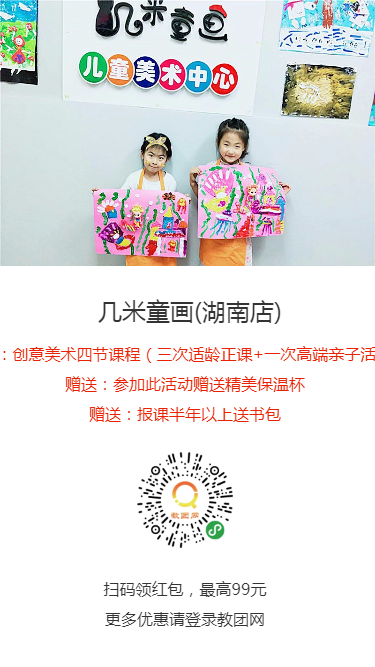 几米童画
儿童美术中心
几米童画(湖南店)
：创意美术四节课程（三次适龄正课+一次高端亲子活
赠送：参加此活动赠送精美保温杯
赠送：报课半年以上送书包
教团网
扫码领红包，最高99元
更多优惠请登录教团网